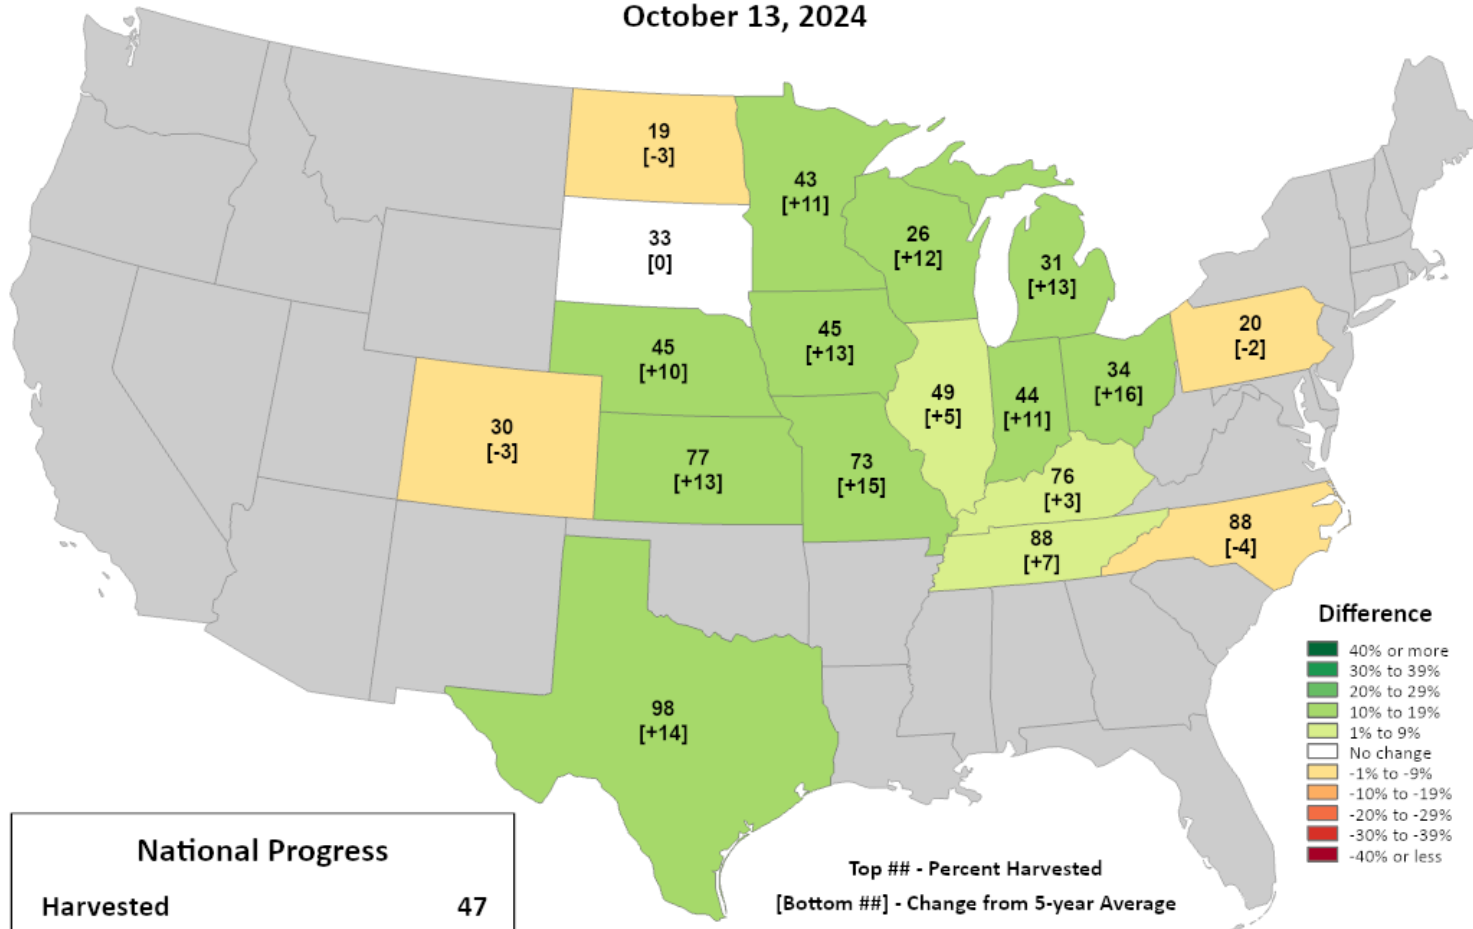 October 13, 2024
19
[-3]
43
[+11]
33
[0]
26
[+12]
31
[+13]
45
[+10]
45
[+13]
20
[-2]
49
[+5]
44
[+11]
34
[+16]
30
[-3]
77
[+13]
73
[+15]
76
[+3]
88
[+7]
88
[-4]
98
[+14]
Difference
40% or more
30% to 39%
20% to 29%
10% to 19%
1% to 9%
No change
-1% to -9%
-10% to -19%
-20% to -29%
-30% to -39%
-40% or less
National Progress
Harvested 47
Top ## - Percent Harvested
[Bottom ##] - Change from 5-year Average